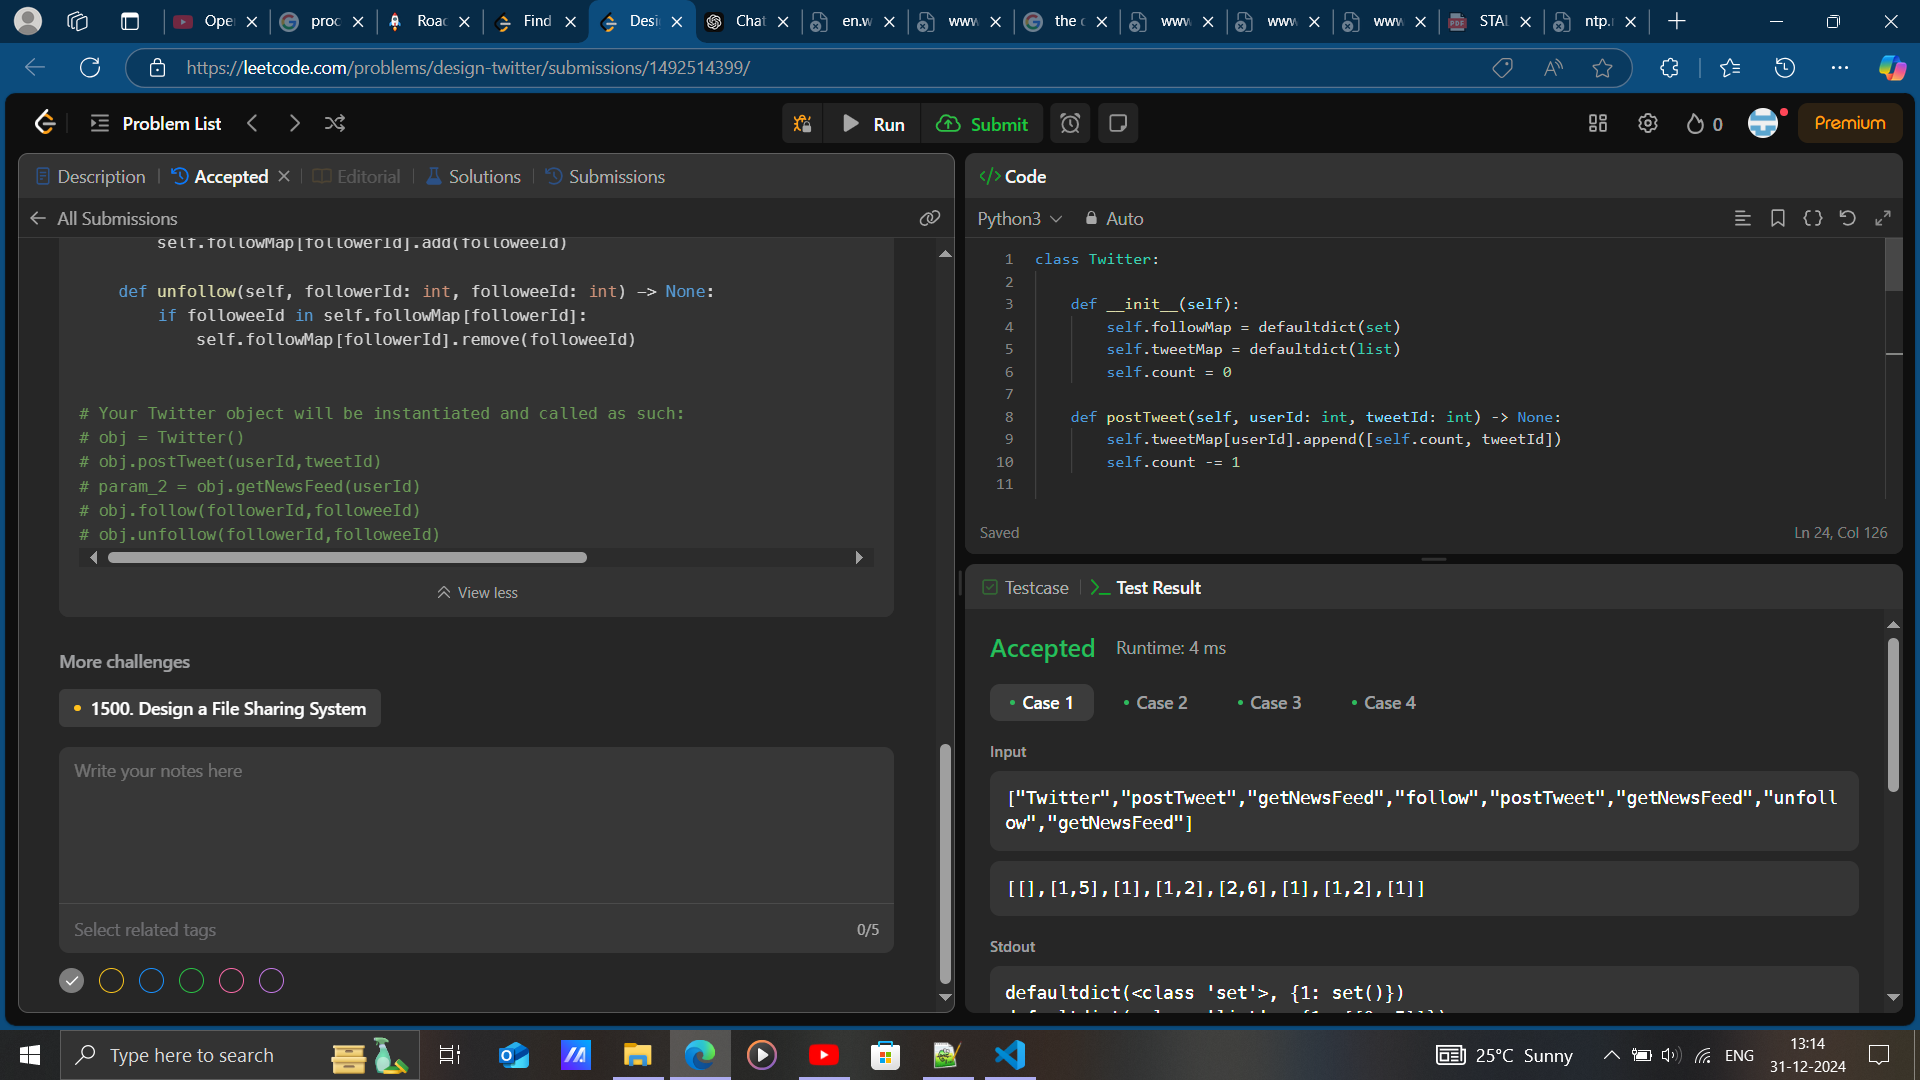 Oper
proc
Road
Find
Desi
Chat
en.w
www
the c
www
www
www
STAL
ntp.
https://leetcode.com/problems/design-twitter/submissions/1492514399/
Problem List
Run
Submit
0
Premium
Description
Accepted
Editorial
Solutions
Submissions
All Submissions
self.followMap[followerId].add(followeeId)
def unfollow(self, followerId: int, followeeId: int) -> None:
if followeeId in self.followMap[followerId]:
self.followMap[followerId].remove(followeeId)
# Your Twitter object will be instantiated and called as such:
# obj = Twitter()
# obj.postTweet(userId,tweetId)
# param_2 = obj.getNewsFeed(userId)
# obj.follow(followerId,followeeId)
# obj.unfollow(followerId,followeeId)
View less
More challenges
1500. Design a File Sharing System
Write your notes here
Select related tags
0/5
</> Code
Python3
Auto
1 class Twitter:
2
3 def __init__(self):
4 self.followMap = defaultdict(set)
5 self.tweetMap = defaultdict(list)
6 self.count = 0
7
8 def postTweet(self, userId: int, tweetId: int) -> None:
9 self.tweetMap[userId].append([self.count, tweetId])
10 self.count -= 1
11
Saved
Ln 24, Col 126
Testcase
Test Result
Accepted
Runtime: 4 ms
Case 1
Case 2
Case 3
Case 4
Input
["Twitter","postTweet","getNewsFeed","follow","postTweet","getNewsFeed","unfoll
ow","getNewsFeed"]
[[],[1,5],[1],[1,2],[2,6],[1],[1,2],[1]]
Stdout
defaultdict(<class 'set'>, {1: set()})
Type here to search
25°C Sunny
ENG
13:14
31-12-2024